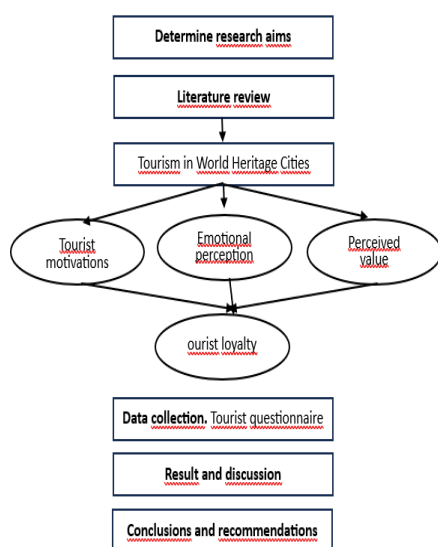 Determine research aims
Literature review
Tourism in World Heritage Cities
Tourist
motivations
Emotional
perception
Perceived
value
ourist loyalty
Data collection. Tourist questionnaire
Result and discussion
Conclusions and recommendations